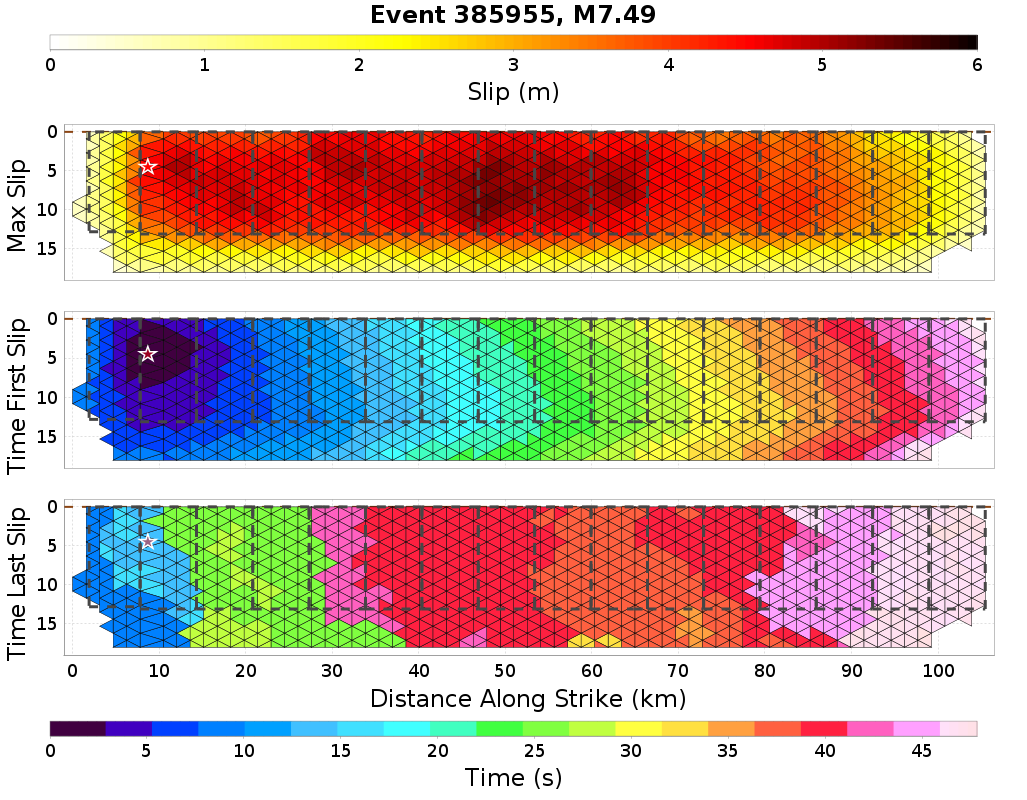 Event 385955, M7.49
0 1 2 3 4 5 6
Slip (m)
Max Slip
0
5
10
15
Time First Slip
0
5
10
15
Time Last Slip
0
5
10
15
0 10 20 30 40 50 60 70 80 90 100
Distance Along Strike (km)
0 5 10 15 20 25 30 35 40 45
Time (s)